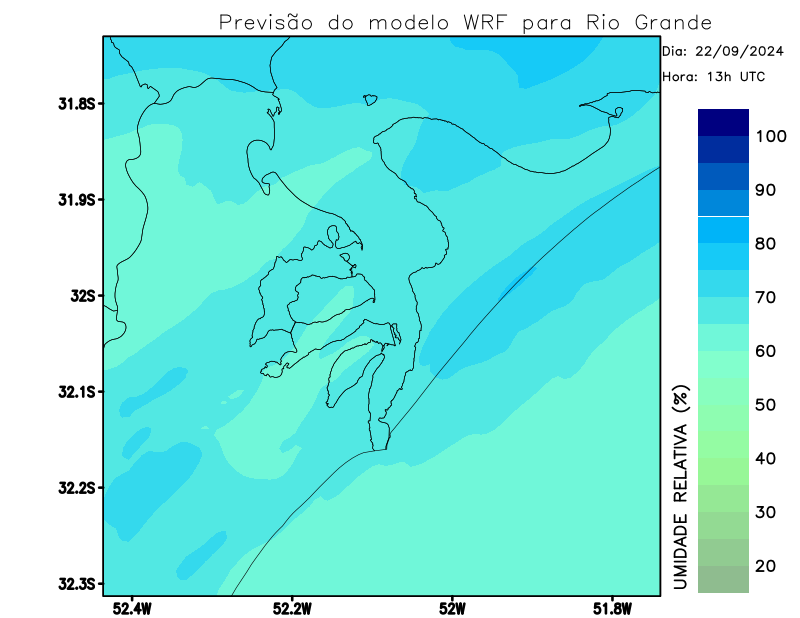 Previsão do modelo WRF para Rio Grande
Dia: 22/09/2024
Hora: 13h UTC
31.8S
31.9S
32S
32.1S
32.2S
32.3S
52.4W
52.2W
52W
51.8W
100
90
80
70
60
50
40
30
20
UMIDADE RELATIVA (%)